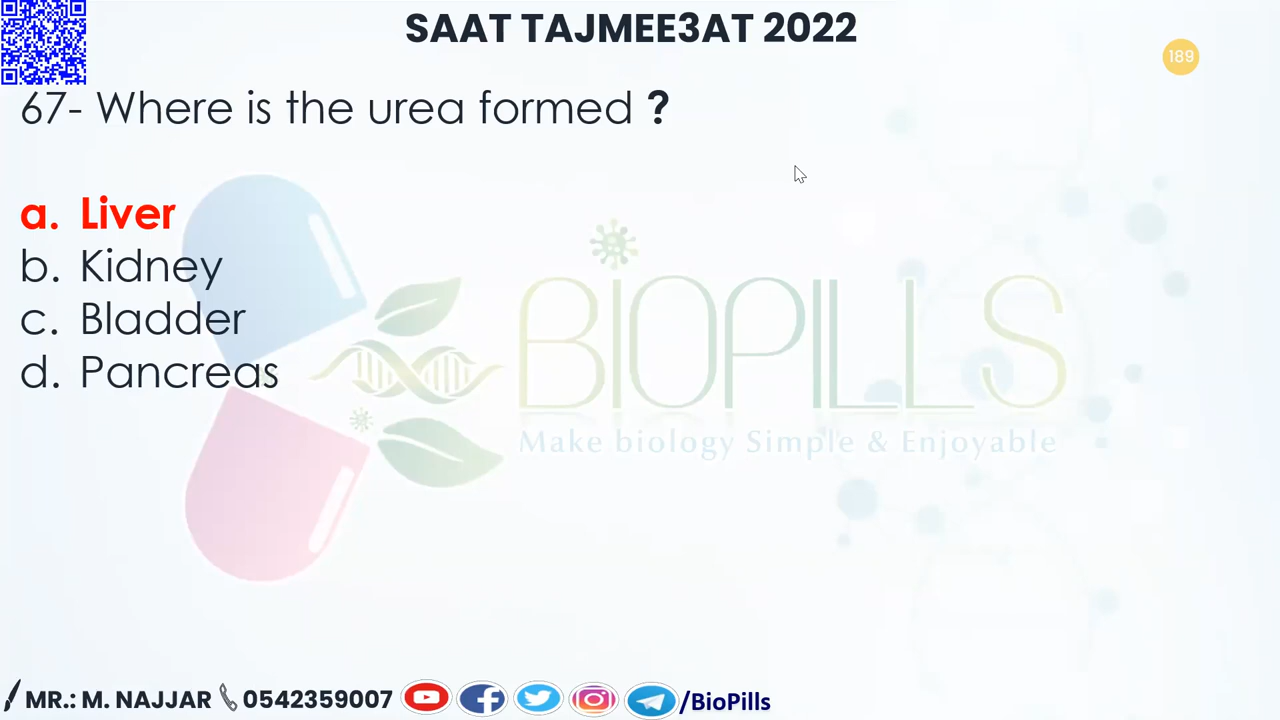 SAAT TAJMEE3AT 2022
189
67- Where is the urea formed ?
a. Liver
b. Kidney
c. Bladder
d. Pancreas
BIOPILLS
Make biology Simple & Enjoyable
MR.: M. NAJJAR 0542359007 /BioPills